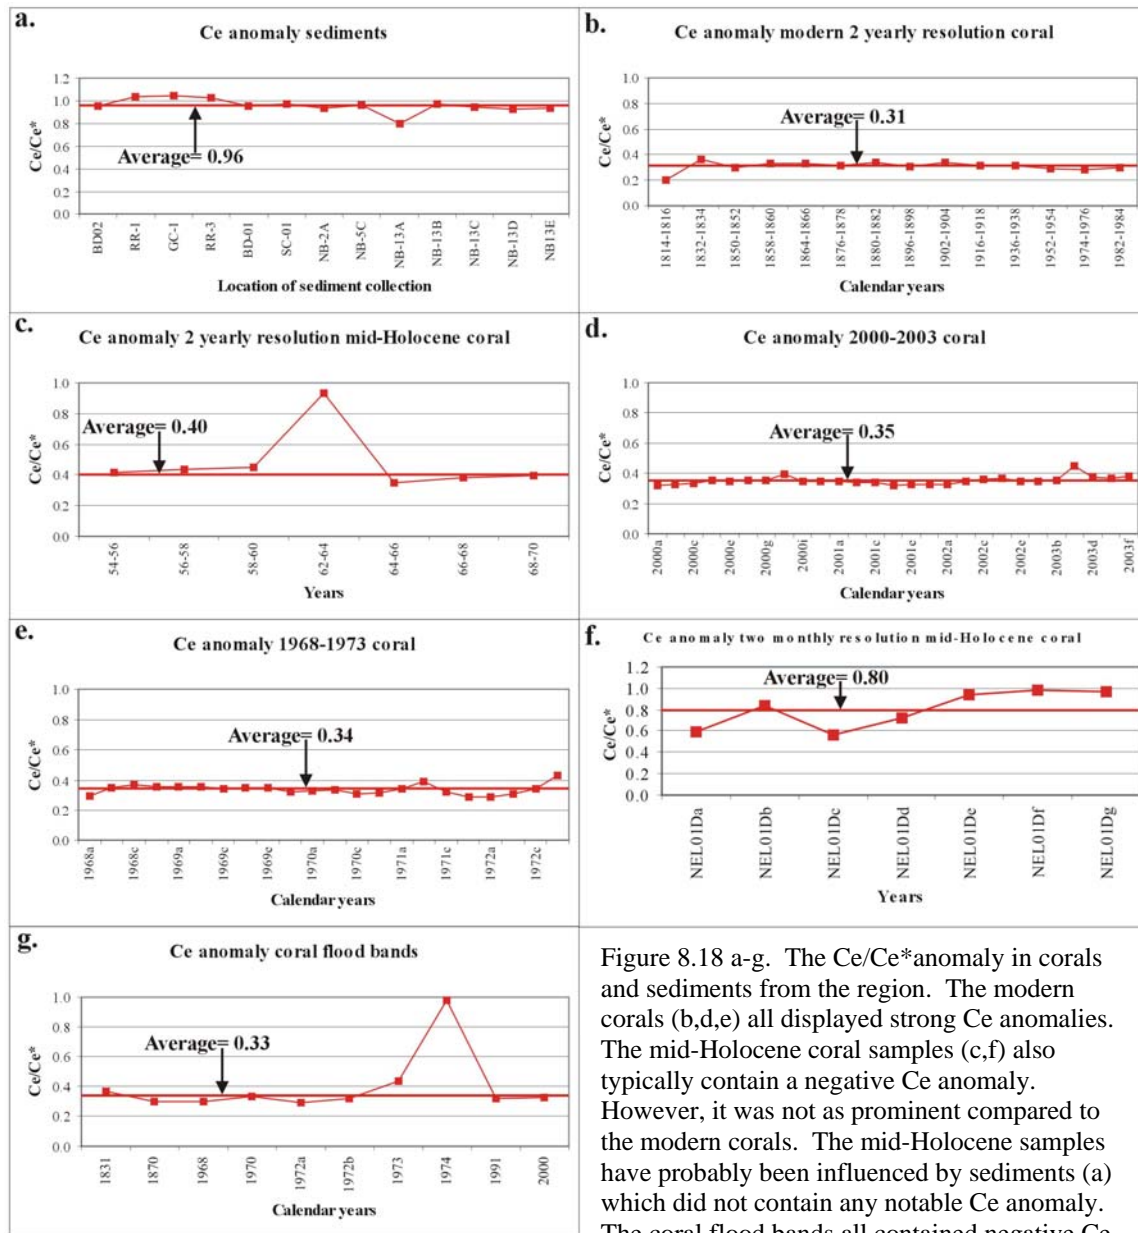 a.
Ce anomaly sediments
Ce/Ce*
1.2
1.0
0.8
0.6
0.4
0.2
0.0
Average= 0.96
BD02
RR-1
GC-1
RR-3
BD-01
SC-01
NB-2A
NB-5C
NB-13A
NB-13B
NB-13C
NB-13D
NB13E
Location of sediment collection
b.
Ce anomaly modern 2 yearly resolution coral
Ce/Ce*
1.0
0.8
0.6
0.4
0.2
0.0
Average= 0.31
1814-1816
1832-1834
1850-1852
1858-1860
1864-1866
1876-1878
1880-1882
1896-1898
1902-1904
1916-1918
1936-1938
1952-1954
1974-1976
1982-1984
Calendar years
c.
Ce anomaly 2 yearly resolution mid-Holocene coral
Ce/Ce*
1.0
0.8
0.6
0.4
0.2
0.0
Average= 0.40
54-56
56-58
58-60
62-64
64-66
66-68
68-70
Years
d.
Ce anomaly 2000-2003 coral
Ce/Ce*
1.0
0.8
0.6
0.4
0.2
0.0
Average= 0.35
2000a
2000c
2000e
2000g
2000i
2001a
2001c
2001e
2002a
2002c
2002e
2003b
2003d
2003f
Calendar years
e.
Ce anomaly 1968-1973 coral
Ce/Ce*
1.0
0.8
0.6
0.4
0.2
0.0
Average= 0.34
1968a
1968c
1969a
1969c
1969e
1970a
1970c
1971a
1971c
1972a
1972c
Calendar years
f.
Ce anomaly two monthly resolution mid-Holocene coral
Ce/Ce*
1.2
1.0
0.8
0.6
0.4
0.2
0.0
Average= 0.80
NEL01Da
NEL01Db
NEL01Dc
NEL01Dd
NEL01De
NEL01Df
NEL01Dg
Years
g.
Ce anomaly coral flood bands
Ce/Ce*
1.0
0.8
0.6
0.4
0.2
0.0
Average= 0.33
1831
1870
1968
1970
1972a
1972b
1973
1974
1991
2000
Calendar years
Figure 8.18 a-g. The Ce/Ce*anomaly in corals
and sediments from the region. The modern
corals (b,d,e) all displayed strong Ce anomalies.
The mid-Holocene coral samples (c,f) also
typically contain a negative Ce anomaly.
However, it was not as prominent compared to
the modern corals. The mid-Holocene samples
have probably been influenced by sediments (a)
which did not contain any notable Ce anomaly.
The coral flood bands all contained negative Ce